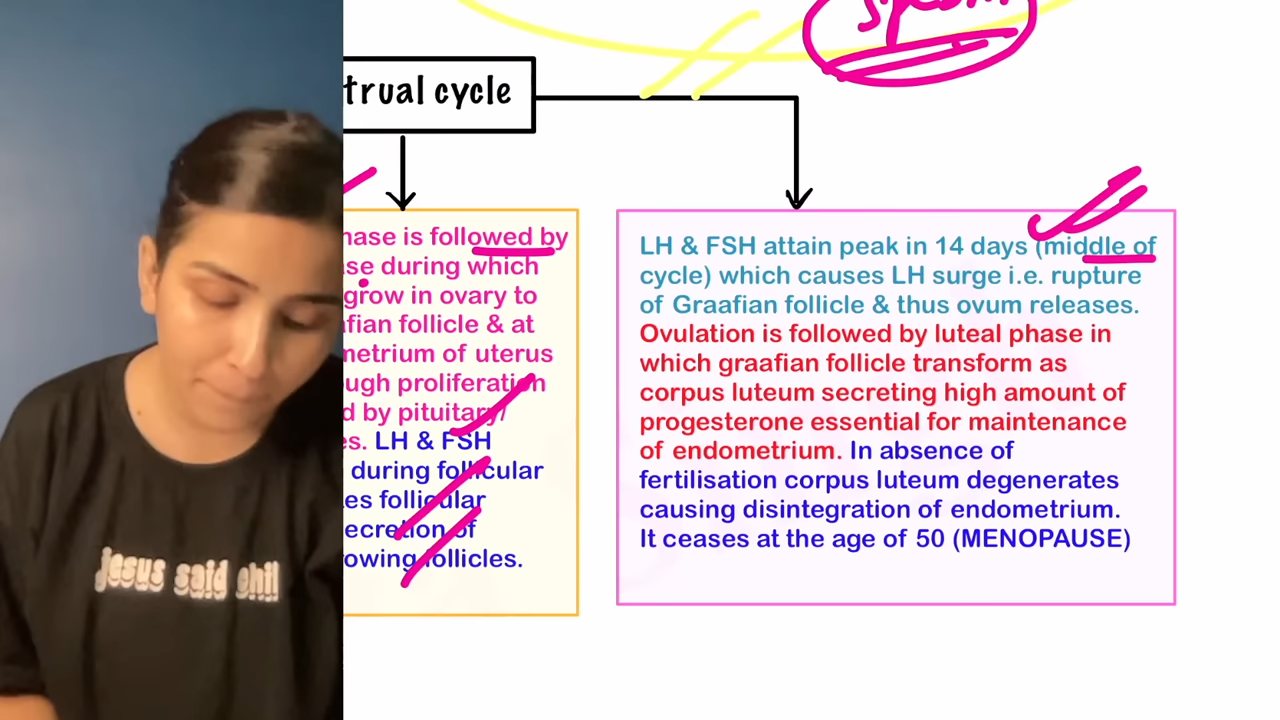 trual cycle
hase is followed by
se during which
grow in ovary to
fian follicle & at
metrium of uterus
ugh proliferation
d by pituitary/
es. LH & FSH
during follicular
es follicular
ecretion of
owing follicles.
LH & FSH attain peak in 14 days (middle of
cycle) which causes LH surge i.e. rupture
of Graafian follicle & thus ovum releases.
Ovulation is followed by luteal phase in
which graafian follicle transform as
corpus luteum secreting high amount of
progesterone essential for maintenance
of endometrium. In absence of
fertilisation corpus luteum degenerates
causing disintegration of endometrium.
It ceases at the age of 50 (MENOPAUSE)
jesus said chil